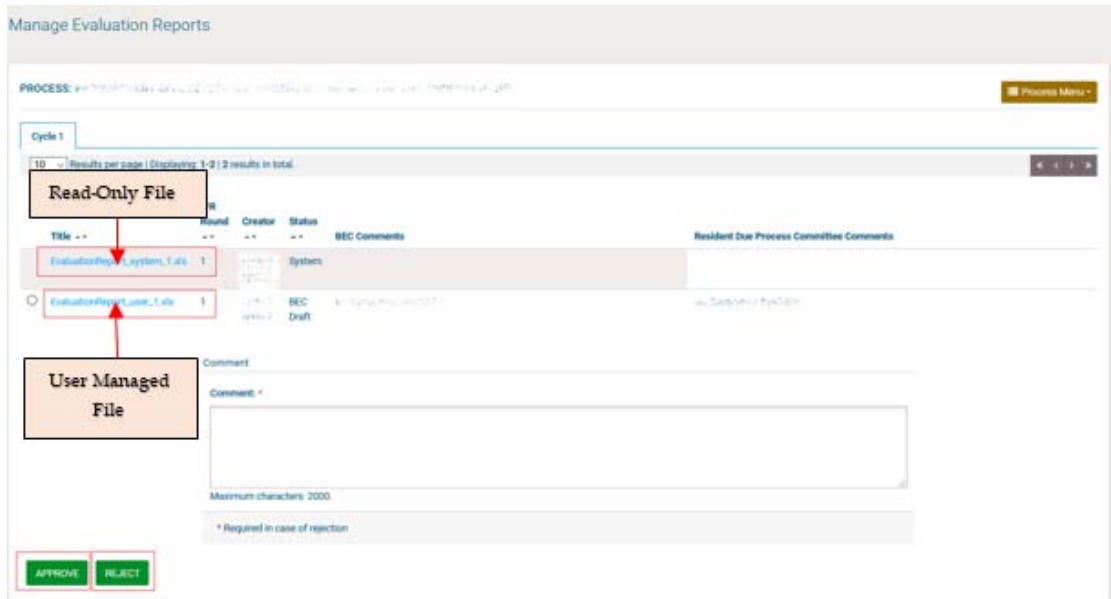 Manage Evaluation Reports
PROCESS:
Process Menu
Cycle 1
10 Results per page | Displaying: 1-2 | 2 results in total.
Read-Only File
Round Creator Status
Title BEC Comments Resident Due Process Committee Comments
EvaluationReport_system_1.xls 1 System
EvaluationReport_user_1.xls 1 BEC
Draft
User Managed
File
Comment
Comment: *
Maximum characters: 2000.
* Required in case of rejection
APPROVE REJECT